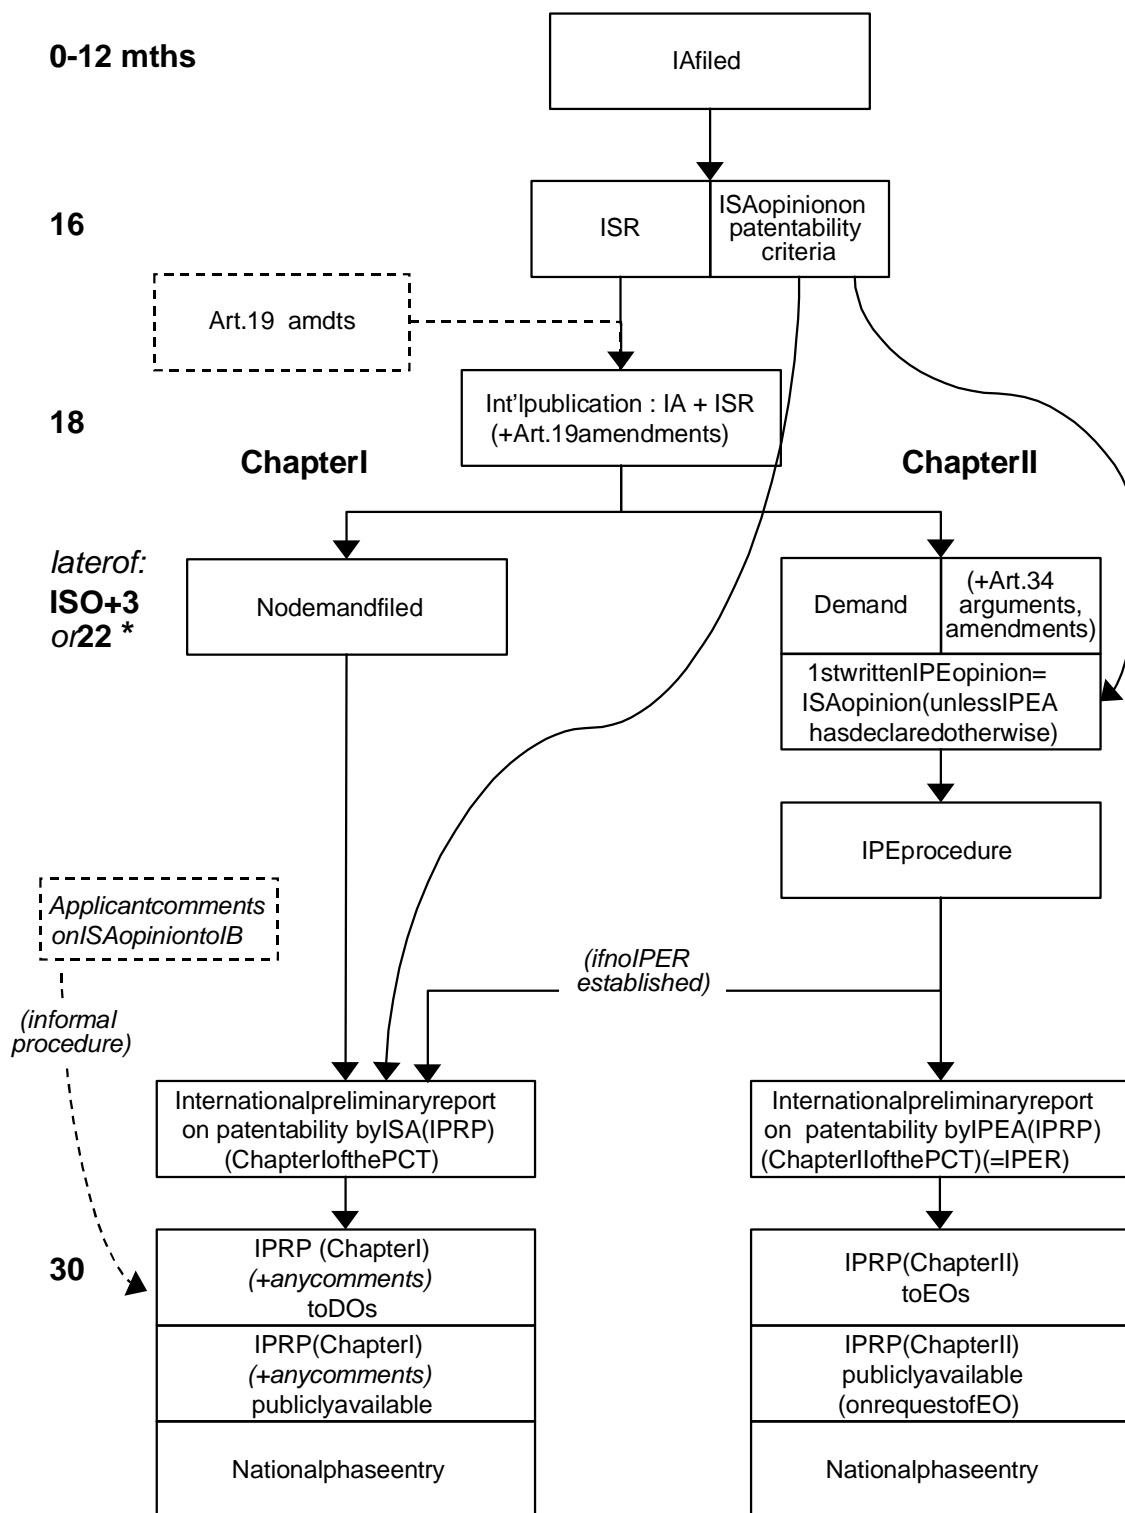 0-12 mths
IAfiled
16
ISR
ISAopinionon
patentability
criteria
Art.19 amdts
18
Int'lpublication : IA + ISR
(+Art.19amendments)
ChapterI
ChapterII
laterof:
ISO+3
or22 *
Nodemandfiled
Demand
(+Art.34
arguments,
amendments)
1stwrittenIPEopinion=
ISAopinion(unlessIPEA
hasdeclaredotherwise)
IPEprocedure
Applicantcomments
onISAopiniontoIB
(ifnoIPER
established)
(informal
procedure)
Internationalpreliminaryreport
on patentability byISA(IPRP)
(ChapterIofthePCT)
Internationalpreliminaryreport
on patentability byIPEA(IPRP)
(ChapterIIofthePCT)(=IPER)
30
IPRP (ChapterI)
(+anycomments)
toDOs
IPRP(ChapterII)
toEOs
IPRP(ChapterI)
(+anycomments)
publiclyavailable
IPRP(ChapterII)
publiclyavailable
(onrequestofEO)
Nationalphaseentry
Nationalphaseentry